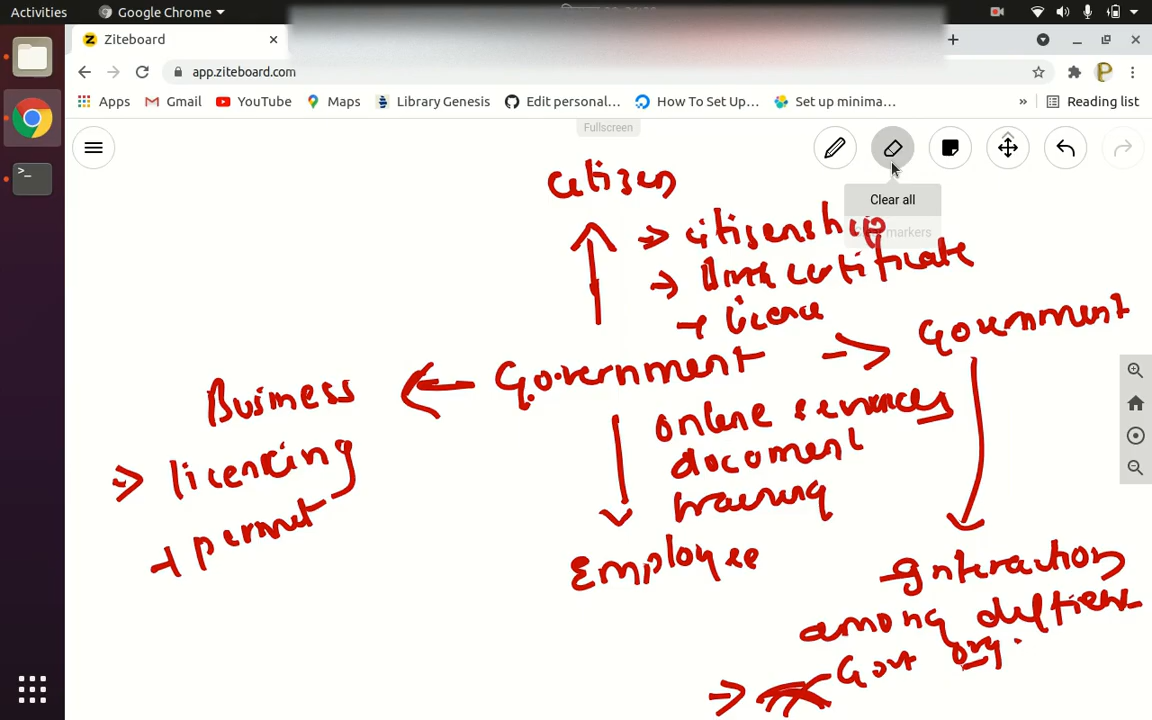 Activities
Google Chrome
Ziteboard
app.ziteboard.com
Apps
Gmail
YouTube
Maps
Library Genesis
Edit personal...
How To Set Up...
Set up minima...
»
Reading list
Fullscreen
Clear all
markers
citizen
→ citizenship
→ Birth certificate
→ licence
Business ← Government → Government
→ licencing
→ permit
online services
document
training
Employee
Interaction
among
→ Govt org.